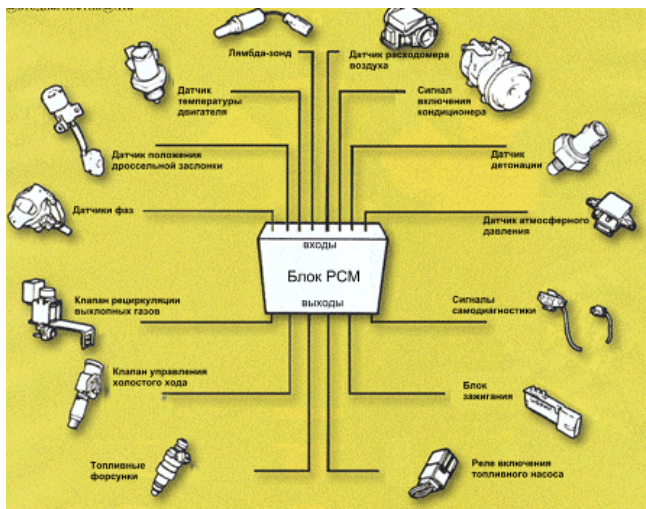 Лямбда-зонд
Датчик расходомера
воздуха
Датчик
температуры
двигателя
Сигнал
включения
кондиционера
Датчик положения
дроссельной заслонки
Датчик
детонации
Датчики фаз
Датчик атмосферного
давления
входы
Блок PCM
выходы
Клапан рециркуляции
выхлопных газов
Сигналы
самодиагностики
Клапан управления
холостого хода
Блок
зажигания
Топливные
форсунки
Реле включения
топливного насоса